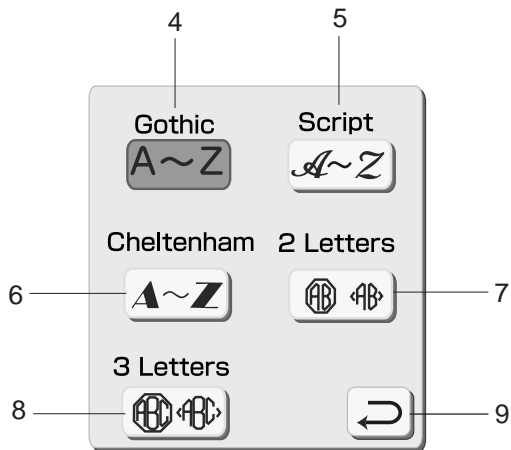 4 5
Gothic Script
A~Z A~Z
Cheltenham 2 Letters
6 A~Z AB <AB> 7
3 Letters
8 ABC <ABC> 9